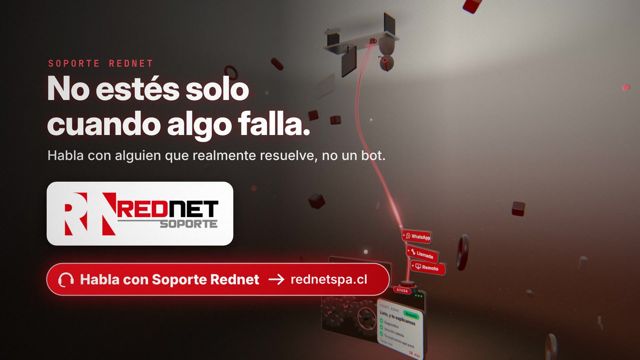 SOPORTE REDNET
No estés solo
cuando algo falla.
Habla con alguien que realmente resuelve, no un bot.
RN REDNET
SOPORTE
Habla con Soporte Rednet → rednetspa.cl
WhatsApp
Llamada
Remoto